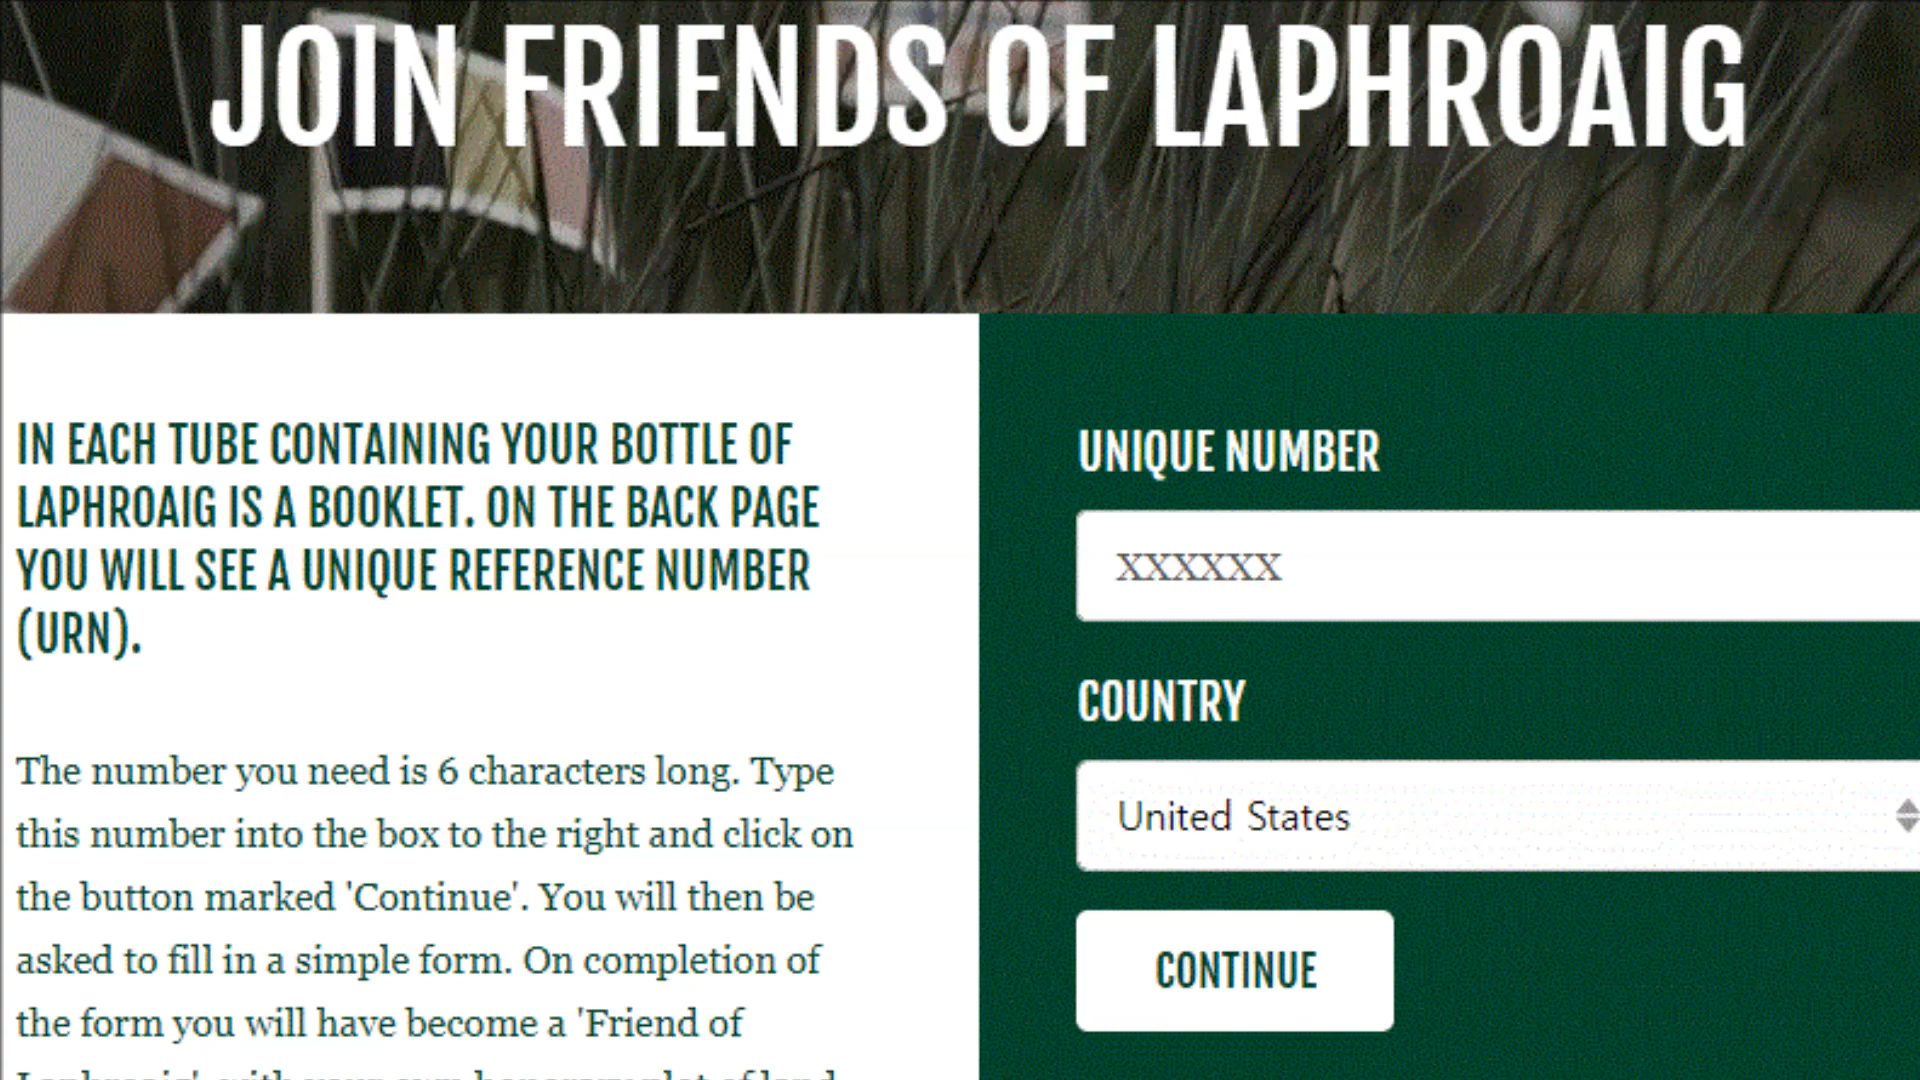 JOIN FRIENDS OF LAPHROAIG
IN EACH TUBE CONTAINING YOUR BOTTLE OF
LAPHROAIG IS A BOOKLET. ON THE BACK PAGE
YOU WILL SEE A UNIQUE REFERENCE NUMBER
(URN).
The number you need is 6 characters long. Type
this number into the box to the right and click on
the button marked 'Continue'. You will then be
asked to fill in a simple form. On completion of
the form you will have become a 'Friend of
UNIQUE NUMBER
XXXXXX
COUNTRY
United States
CONTINUE